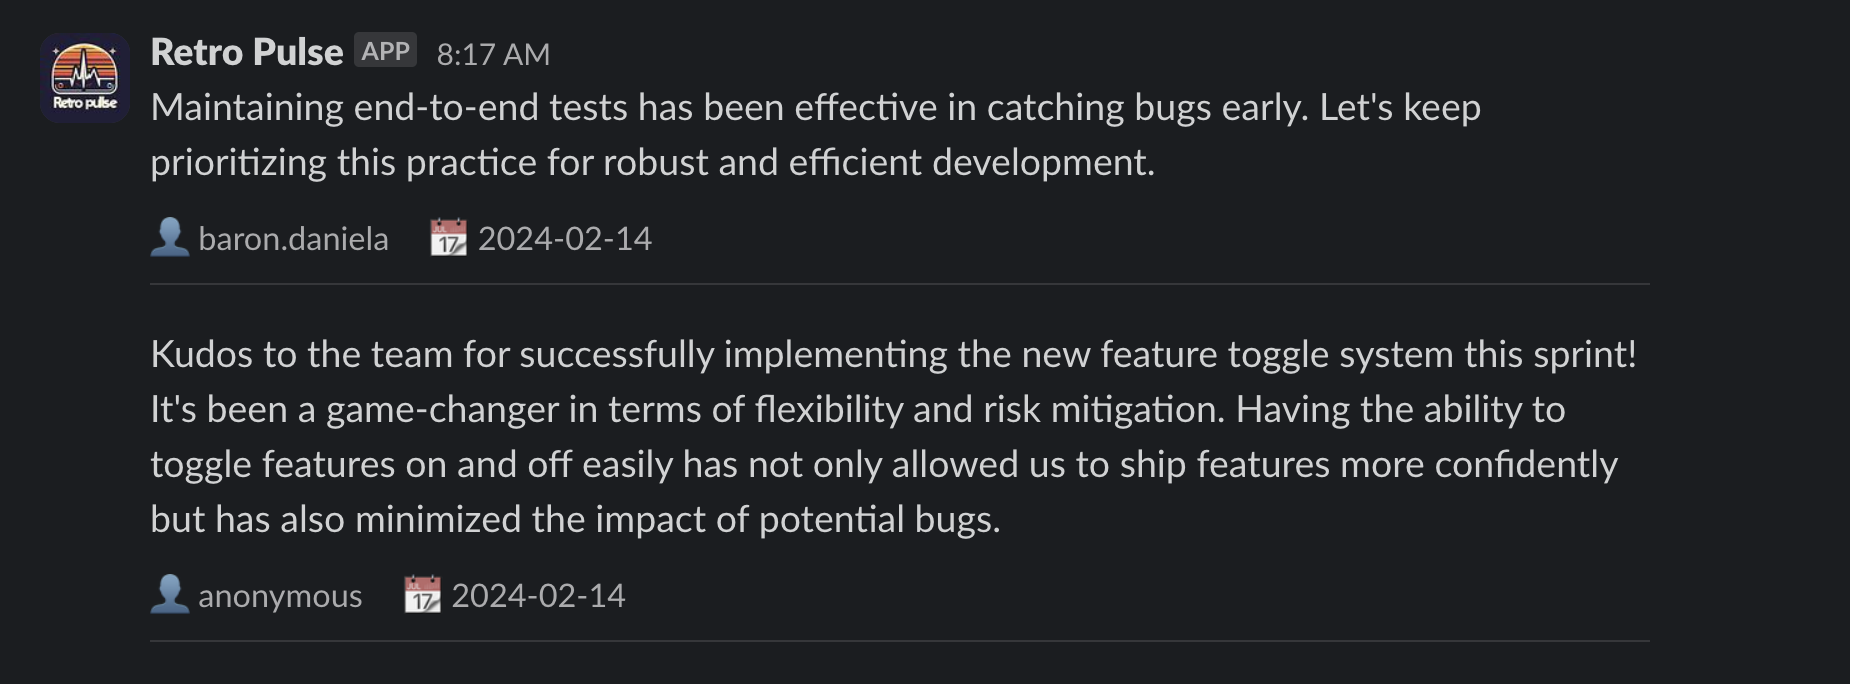 Retro Pulse APP 8:17 AM
Retro pulse
Maintaining end-to-end tests has been effective in catching bugs early. Let's keep
prioritizing this practice for robust and efficient development.
baron.daniela JUL 17 2024-02-14
Kudos to the team for successfully implementing the new feature toggle system this sprint!
It's been a game-changer in terms of flexibility and risk mitigation. Having the ability to
toggle features on and off easily has not only allowed us to ship features more confidently
but has also minimized the impact of potential bugs.
anonymous JUL 17 2024-02-14